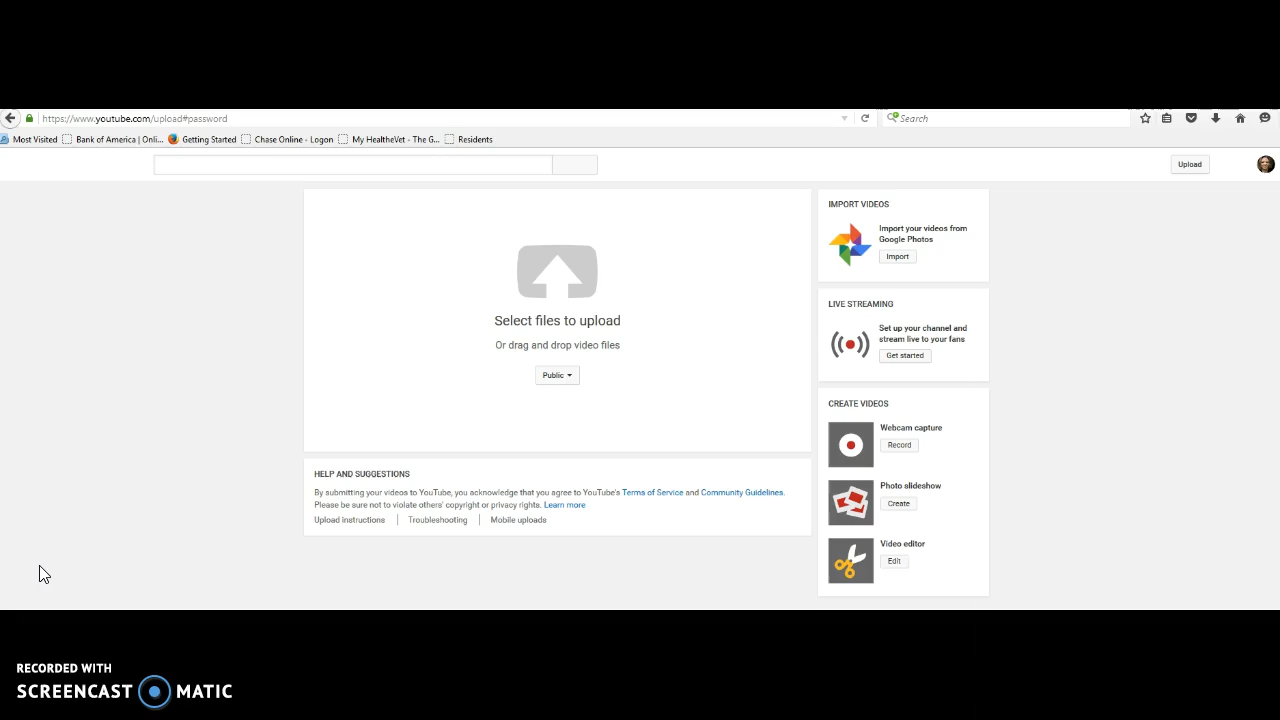 https://www.youtube.com/upload#password
Search
Most Visited
Bank of America | Onli...
Getting Started
Chase Online - Logon
My HealtheVet - The G...
Residents
Upload
Select files to upload
Or drag and drop video files
Public
HELP AND SUGGESTIONS
By submitting your videos to YouTube, you acknowledge that you agree to YouTube's Terms of Service and Community Guidelines.
Please be sure not to violate others' copyright or privacy rights. Learn more
Upload instructions
Troubleshooting
Mobile uploads
IMPORT VIDEOS
Import your videos from
Google Photos
Import
LIVE STREAMING
Set up your channel and
stream live to your fans
Get started
CREATE VIDEOS
Webcam capture
Record
Photo slideshow
Create
Video editor
Edit
RECORDED WITH
SCREENCAST MATIC